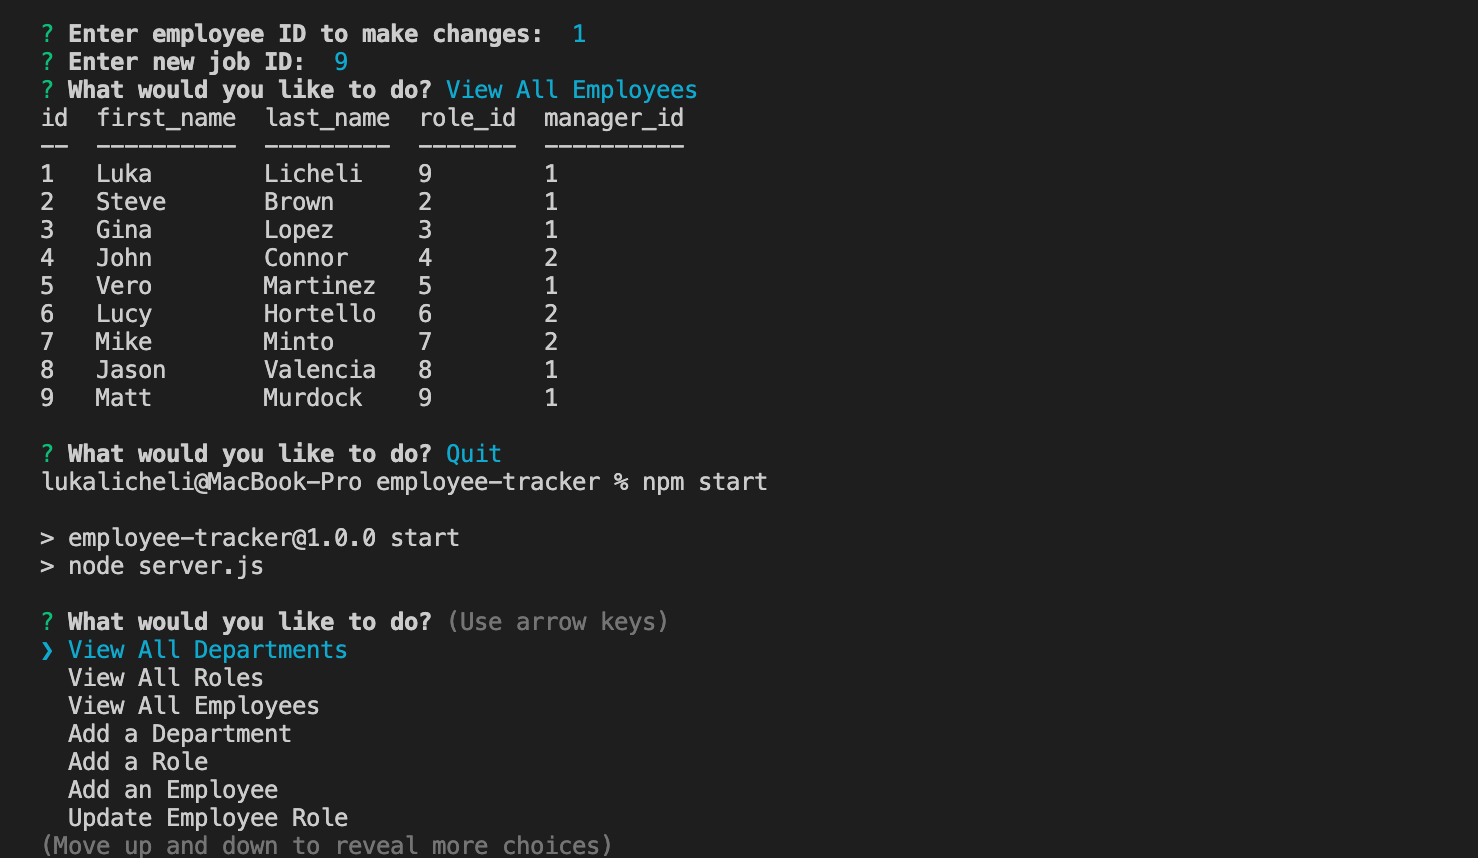 ? Enter employee ID to make changes:  1
? Enter new job ID:  9
? What would you like to do? View All Employees
id  first_name  last_name  role_id  manager_id
--  ----------  ---------  -------  ----------
1   Luka        Licheli    9        1
2   Steve       Brown      2        1
3   Gina        Lopez      3        1
4   John        Connor     4        2
5   Vero        Martinez   5        1
6   Lucy        Hortello   6        2
7   Mike        Minto      7        2
8   Jason       Valencia   8        1
9   Matt        Murdock    9        1
? What would you like to do? Quit
lukalicheli@MacBook-Pro employee-tracker % npm start
> employee-tracker@1.0.0 start
> node server.js
? What would you like to do? (Use arrow keys)
❯ View All Departments
  View All Roles
  View All Employees
  Add a Department
  Add a Role
  Add an Employee
  Update Employee Role
(Move up and down to reveal more choices)